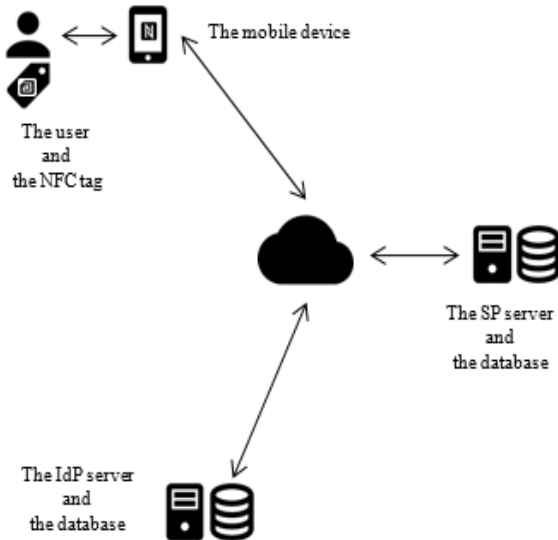 The mobile device
The user
and
the NFC tag
The SP server
and
the database
The IdP server
and
the database